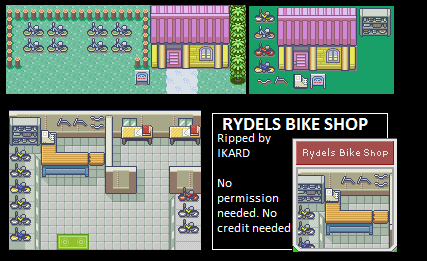 RYDELS BIKE SHOP
Ripped by
IKARD
No
permission
needed. No
credit needed
Rydels Bike Shop